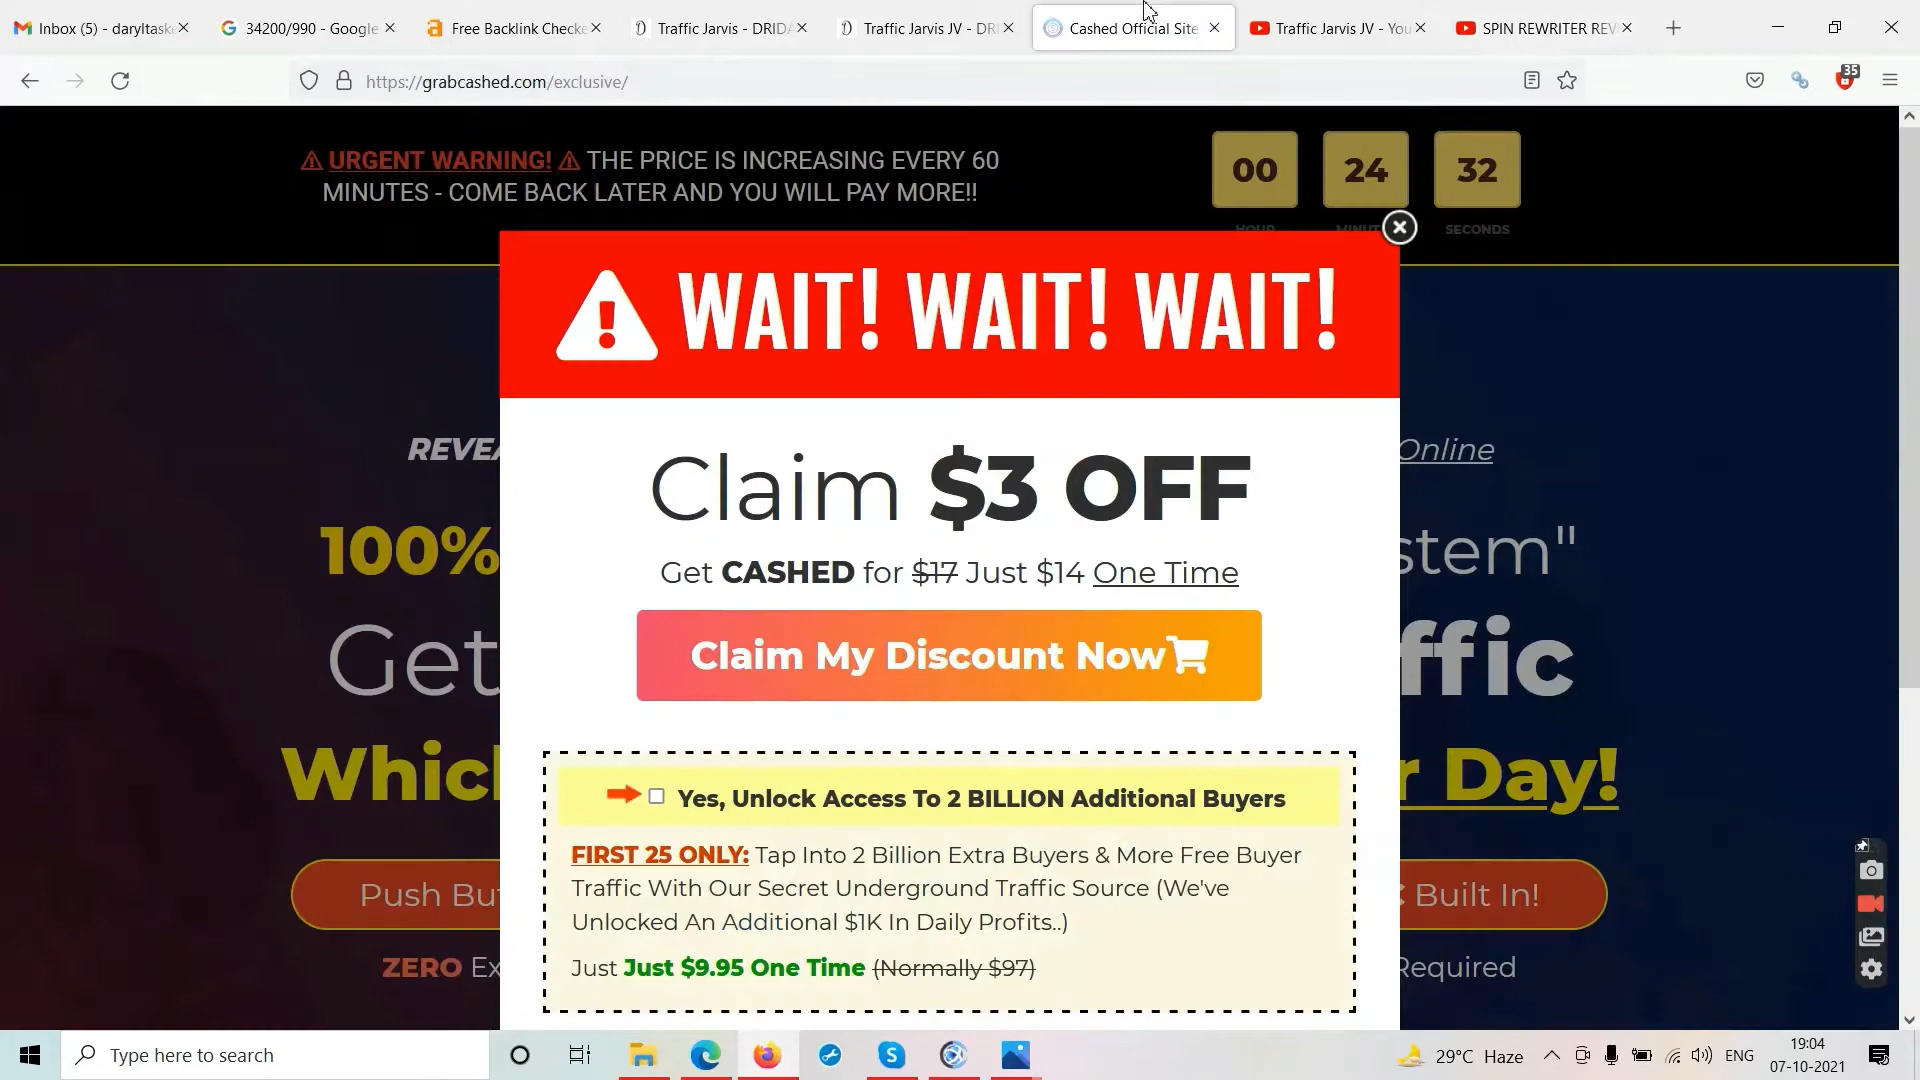 Inbox (5) - daryltaske
34200/990 - Google
Free Backlink Checke
Traffic Jarvis - DRIDA
Traffic Jarvis JV - DRI
Cashed Official Site
Traffic Jarvis JV - You
SPIN REWRITER REV
https://grabcashed.com/exclusive/
35
URGENT WARNING! THE PRICE IS INCREASING EVERY 60
MINUTES - COME BACK LATER AND YOU WILL PAY MORE!!
00 24 32
HOUR MINUT SECONDS
WAIT! WAIT! WAIT!
Claim $3 OFF
Get CASHED for $17 Just $14 One Time
Claim My Discount Now
Yes, Unlock Access To 2 BILLION Additional Buyers
FIRST 25 ONLY: Tap Into 2 Billion Extra Buyers & More Free Buyer
Traffic With Our Secret Underground Traffic Source (We've
Unlocked An Additional $1K In Daily Profits..)
Just Just $9.95 One Time (Normally $97)
REVEA
Online
100%
stem"
Get
ffic
Whicl
r Day!
Push Bu
Built In!
ZERO Ex
Required
Type here to search
29°C Haze
ENG
19:04
07-10-2021